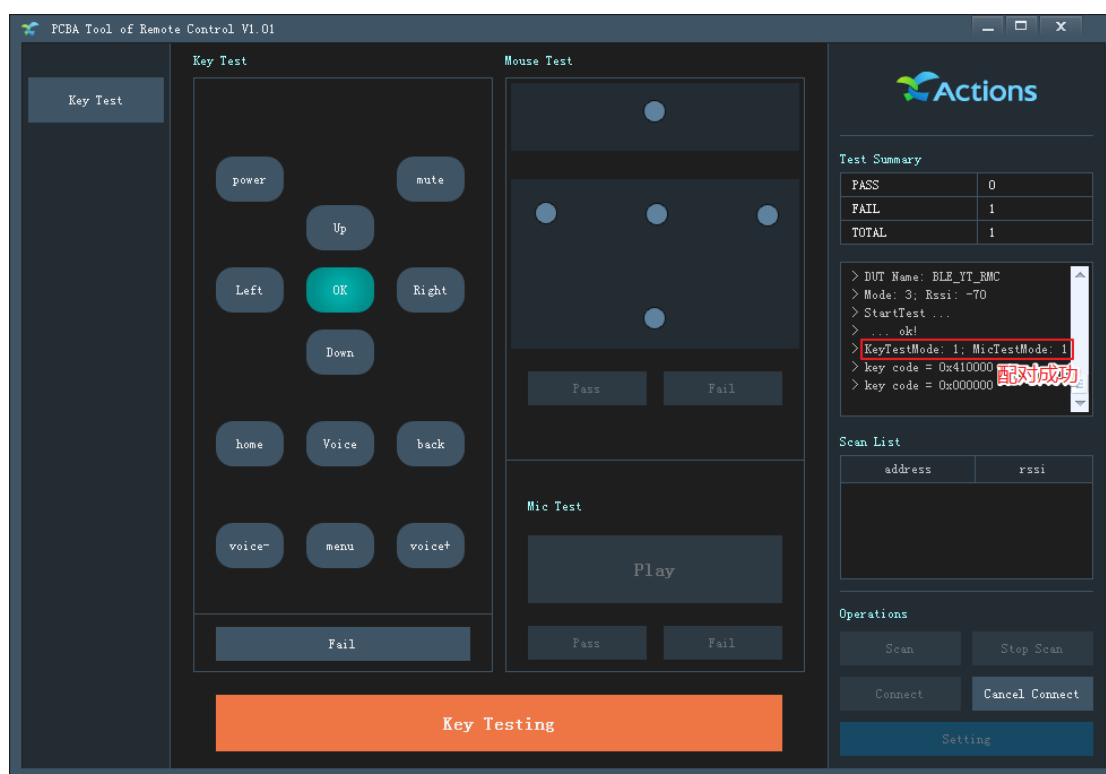 PCBA Tool of Remote Control V1.01
Key Test
Key Test
power
mute
Up
Left
OK
Right
Down
home
Voice
back
voice-
menu
voice+
Fail
Mouse Test
Pass
Fail
Mic Test
Play
Pass
Fail
Key Testing
Actions
Test Summary
PASS 0
FAIL 1
TOTAL 1
> DUT Name: BLE_YT_RMC
> Mode: 3; Rssi: -70
> StartTest ...
> ... ok!
> KeyTestMode: 1; MicTestMode: 1
> key code = 0x410000
> key code = 0x000000
配对成功
Scan List
address rssi
Operations
Scan
Stop Scan
Connect
Cancel Connect
Setting